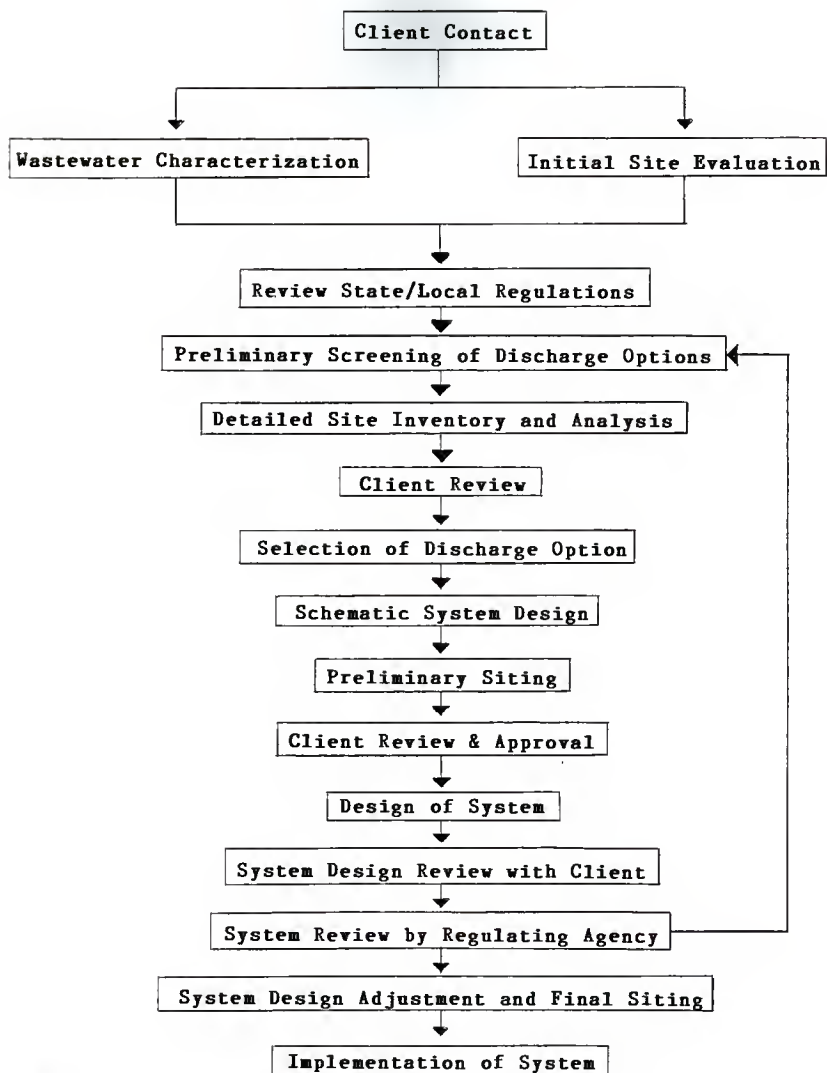 Client Contact
Wastewater Characterization
Initial Site Evaluation
Review State/Local Regulations
Preliminary Screening of Discharge Options
Detailed Site Inventory and Analysis
Client Review
Selection of Discharge Option
Schematic System Design
Preliminary Siting
Client Review & Approval
Design of System
System Design Review with Client
System Review by Regulating Agency
System Design Adjustment and Final Siting
Implementation of System